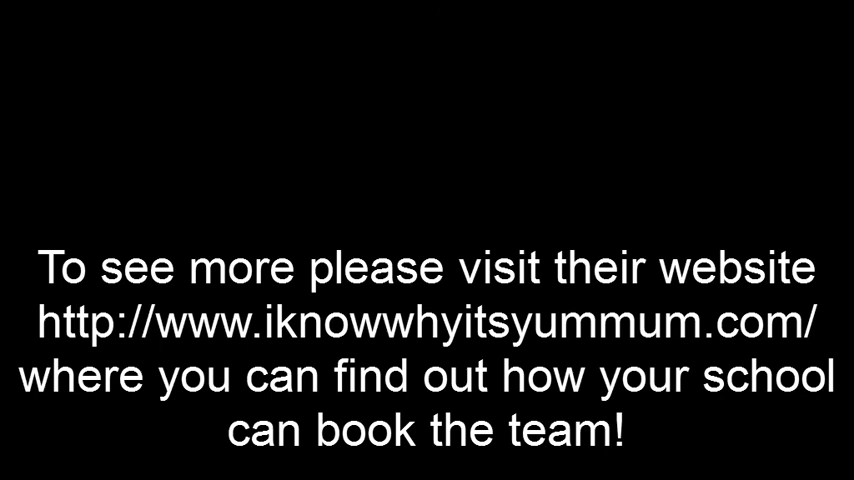 To see more please visit their website
http://www.iknowwhyitsyummum.com/
where you can find out how your school
can book the team!